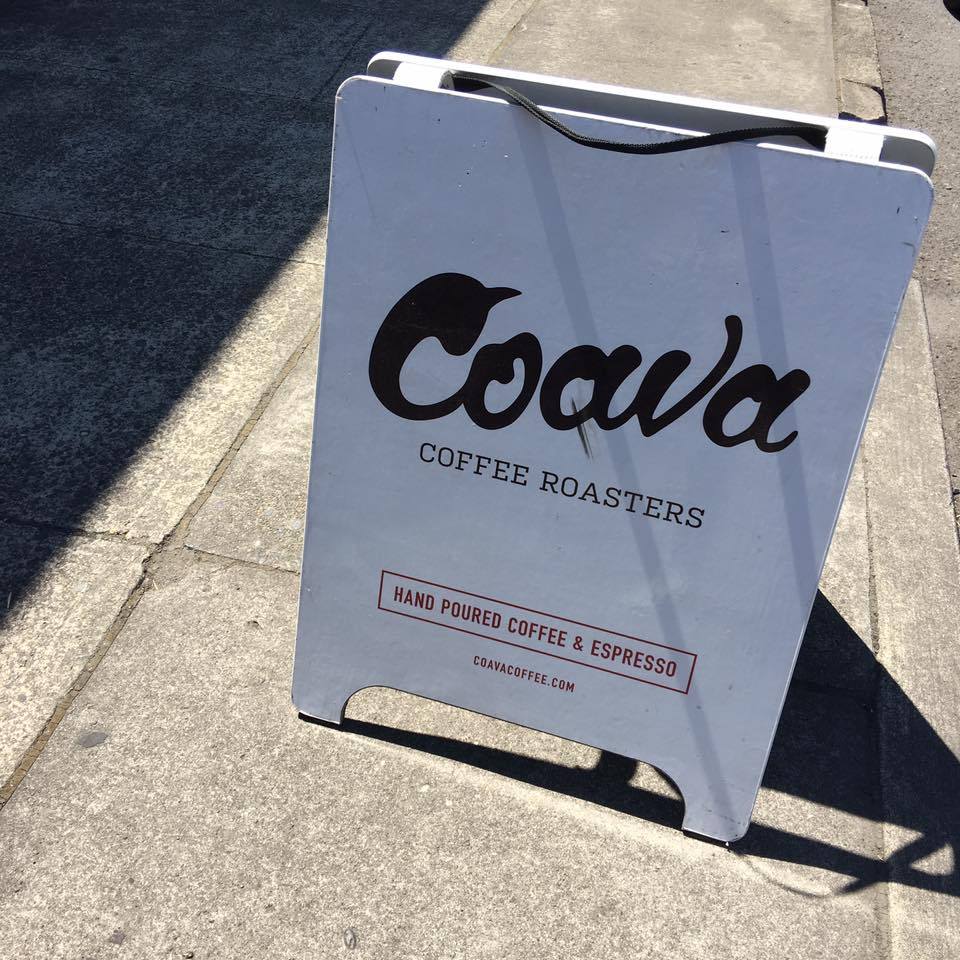 Coava
COFFEE ROASTERS
HAND POURED COFFEE & ESPRESSO
COAVACOFFEE.COM